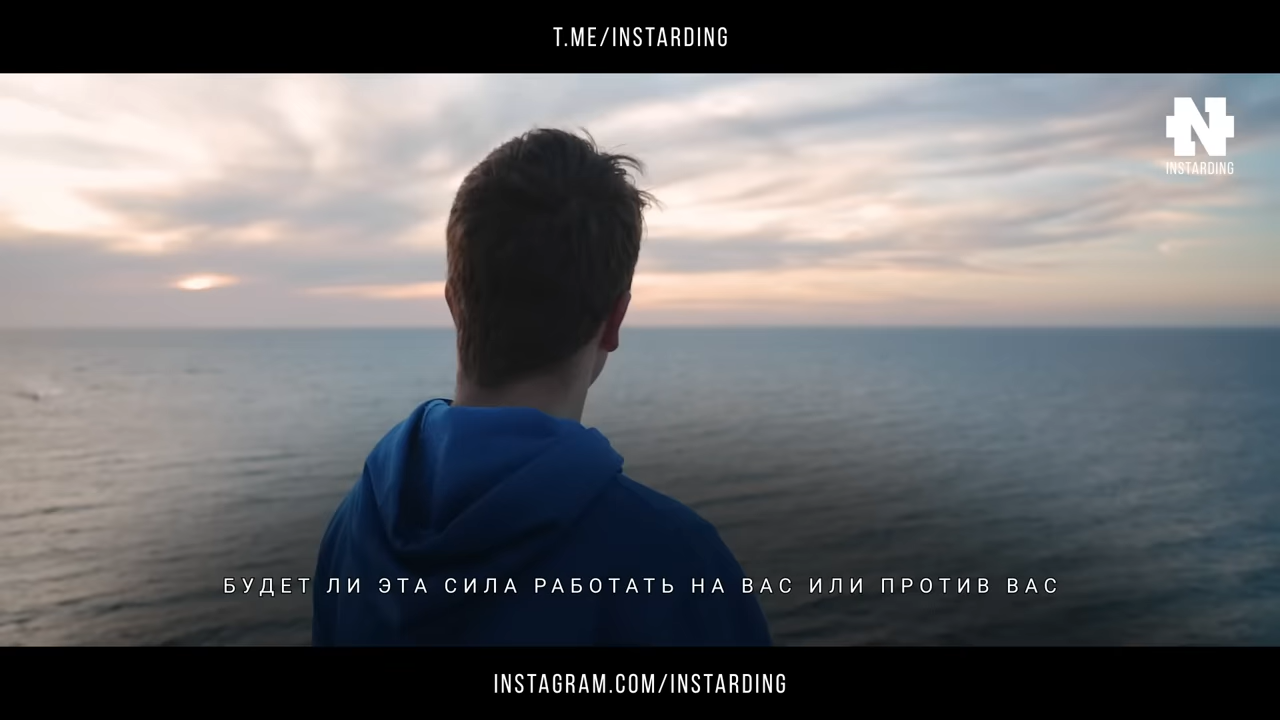 T.ME/INSTARDING
N
INSTARDING
БУДЕТ ЛИ ЭТА СИЛА РАБОТАТЬ НА ВАС ИЛИ ПРОТИВ ВАС
INSTAGRAM.COM/INSTARDING